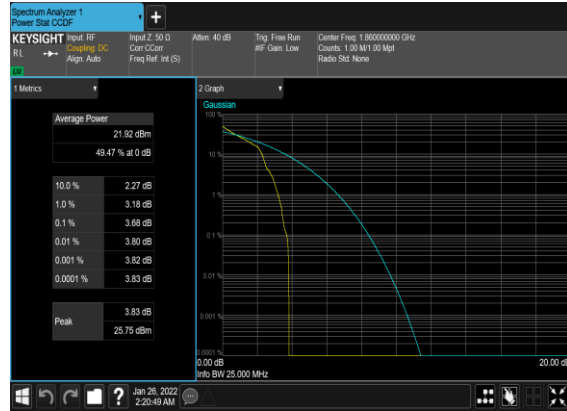 Spectrum Analyzer 1
Power Stat CCDF
+
KEYSIGHT Input: RF Input Z: 50 Ω Atten: 40 dB Trig: Free Run Center Freq: 1.860000000 GHz
RL Coupling: DC Corr CCorr #IF Gain: Low Counts: 1.00 M/1.00 Mpt
Align: Auto Freq Ref: Int (S) Radio Std: None
1 Metrics
Average Power
21.92 dBm
49.47 % at 0 dB
10.0 % 2.27 dB
1.0 % 3.18 dB
0.1 % 3.68 dB
0.01 % 3.80 dB
0.001 % 3.82 dB
0.0001 % 3.83 dB
Peak 3.83 dB
25.75 dBm
2 Graph
Gaussian
100 %
10 %
1 %
0.1 %
0.01 %
0.001 %
0.0001 %
0.00 dB 20.00 dB
Info BW 25.000 MHz
? Jan 26, 2022
2:20:49 AM